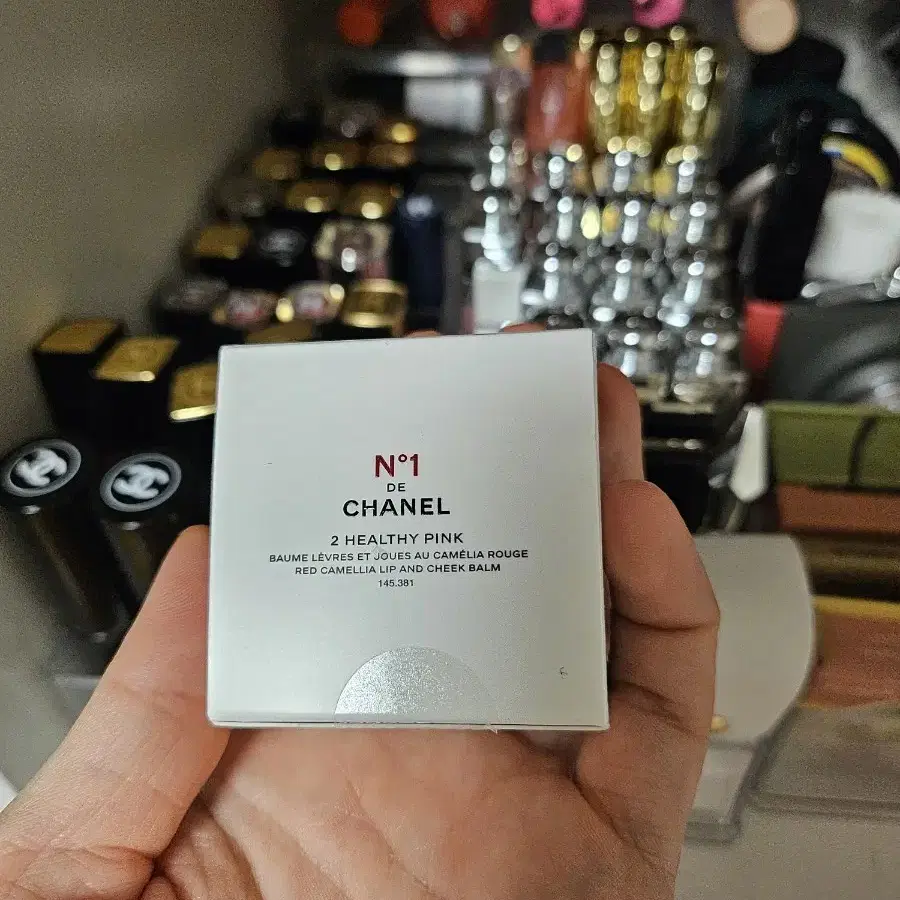 N°1
DE
CHANEL
2 HEALTHY PINK
BAUME LÈVRES ET JOUES AU CAMÉLIA ROUGE
RED CAMELLIA LIP AND CHEEK BALM
145.381